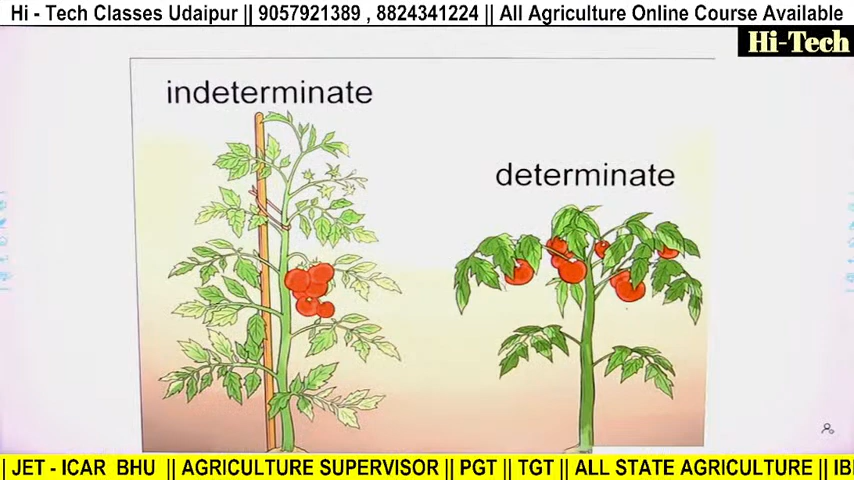 Hi - Tech Classes Udaipur || 9057921389 , 8824341224 || All Agriculture Online Course Available
Hi-Tech
indeterminate
determinate
| JET - ICAR BHU || AGRICULTURE SUPERVISOR || PGT || TGT || ALL STATE AGRICULTURE || IB